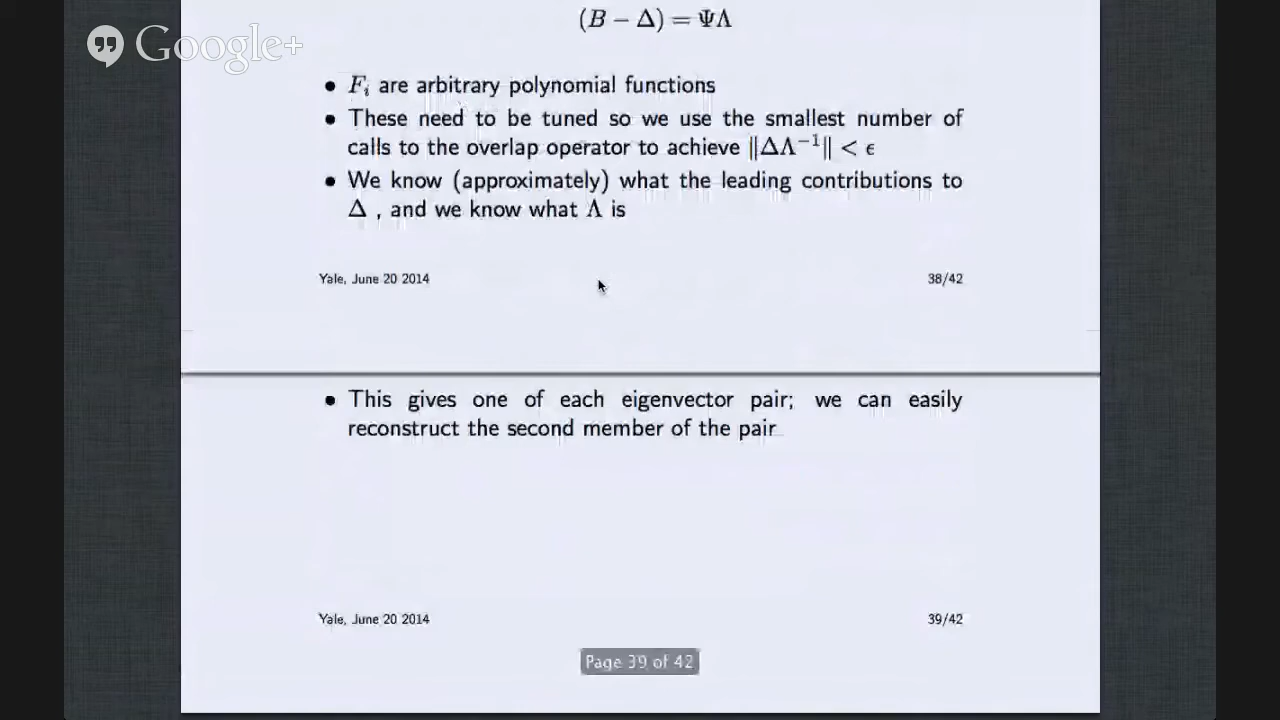 (B − Δ) = ΨΛ
Google+
• F_i are arbitrary polynomial functions
• These need to be tuned so we use the smallest number of
calls to the overlap operator to achieve ‖ΔΛ⁻¹‖ < ϵ
• We know (approximately) what the leading contributions to
Δ , and we know what Λ is
Yale, June 20 2014 38/42
• This gives one of each eigenvector pair; we can easily
reconstruct the second member of the pair
Yale, June 20 2014 39/42
Page 39 of 42